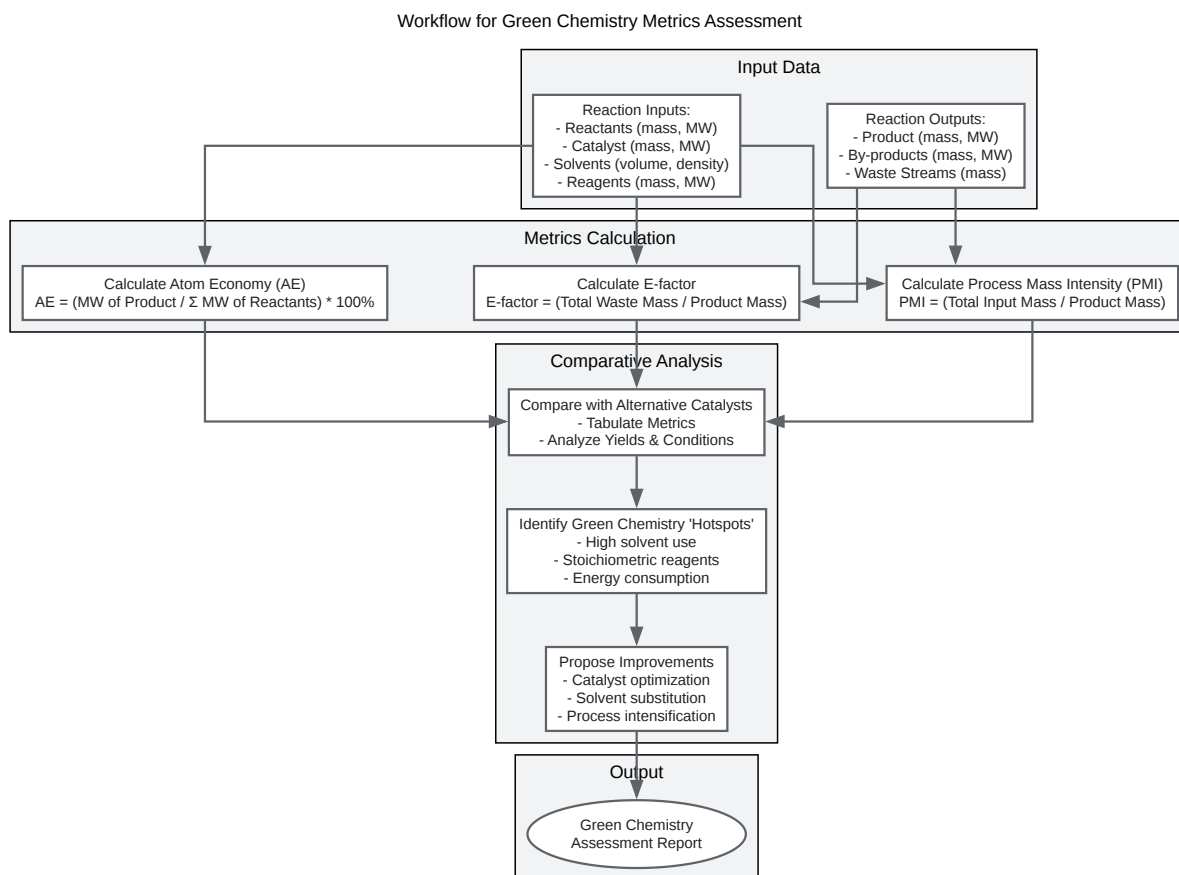 Workflow for Green Chemistry Metrics Assessment
Input Data
Reaction Inputs:
- Reactants (mass, MW)
- Catalyst (mass, MW)
- Solvents (volume, density)
- Reagents (mass, MW)
Reaction Outputs:
- Product (mass, MW)
- By-products (mass, MW)
- Waste Streams (mass)
Metrics Calculation
Calculate Atom Economy (AE)
AE = (MW of Product / Σ MW of Reactants) * 100%
Calculate E-factor
E-factor = (Total Waste Mass / Product Mass)
Calculate Process Mass Intensity (PMI)
PMI = (Total Input Mass / Product Mass)
Comparative Analysis
Compare with Alternative Catalysts
- Tabulate Metrics
- Analyze Yields & Conditions
Identify Green Chemistry 'Hotspots'
- High solvent use
- Stoichiometric reagents
- Energy consumption
Propose Improvements
- Catalyst optimization
- Solvent substitution
- Process intensification
Output
Green Chemistry
Assessment Report